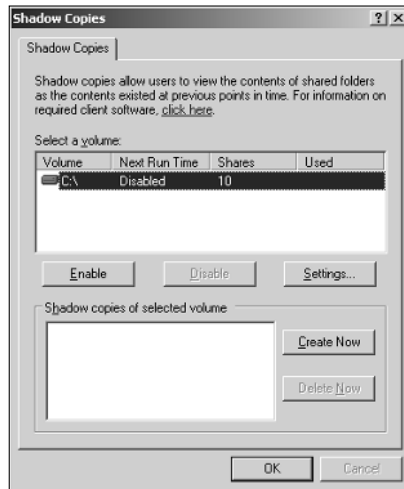 Shadow Copies
Shadow Copies
Shadow copies allow users to view the contents of shared folders
as the contents existed at previous points in time. For information on
required client software, click here.
Select a volume:
Volume Next Run Time Shares Used
C:\ Disabled 10
Enable Disable Settings...
Shadow copies of selected volume
Create Now
Delete Now
OK Cancel